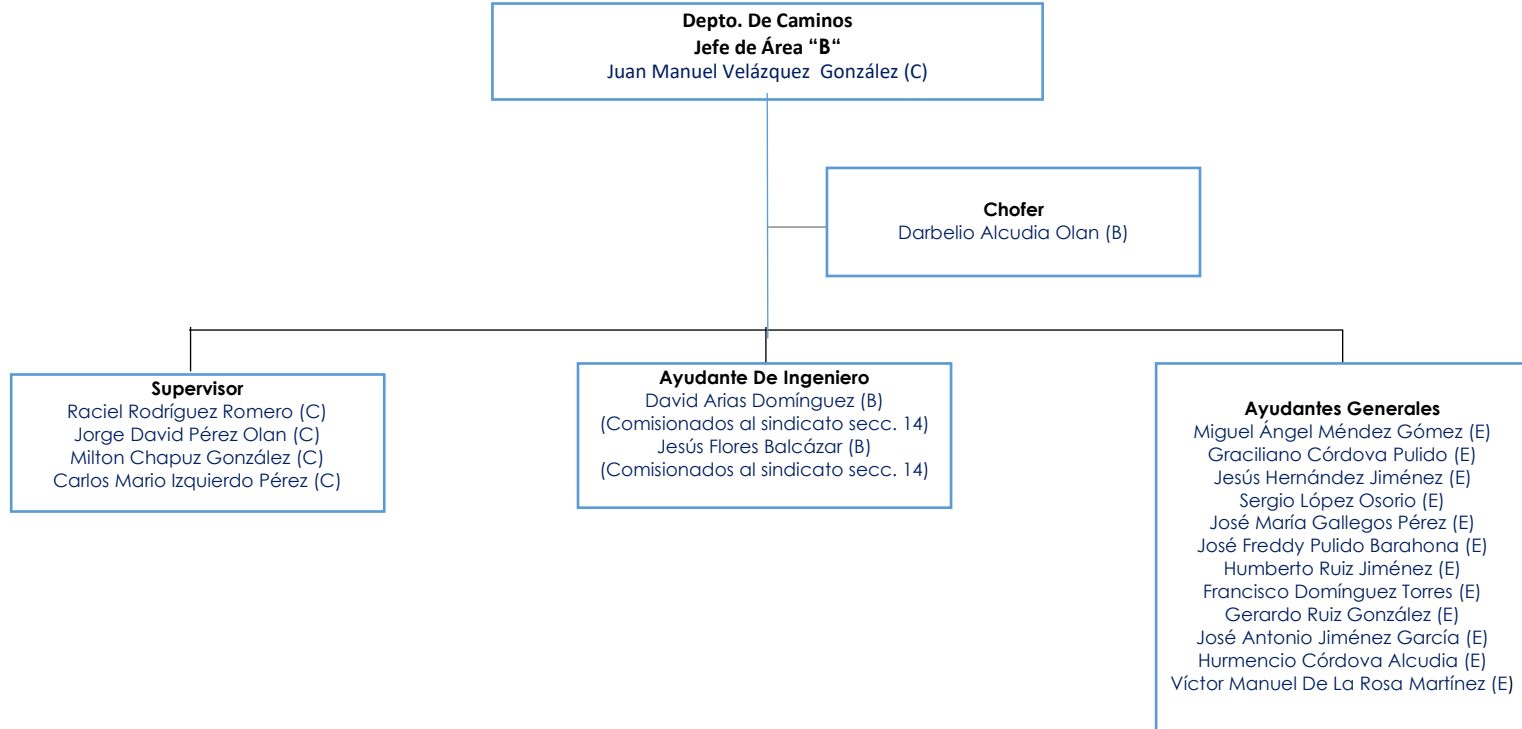 Depto. De Caminos
Jefe de Área “B“
Juan Manuel Velázquez González (C)
Chofer
Darbelio Alcudia Olan (B)
Supervisor
Raciel Rodríguez Romero (C)
Jorge David Pérez Olan (C)
Milton Chapuz González (C)
Carlos Mario Izquierdo Pérez (C)
Ayudante De Ingeniero
David Arias Domínguez (B)
(Comisionados al sindicato secc. 14)
Jesús Flores Balcázar (B)
(Comisionados al sindicato secc. 14)
Ayudantes Generales
Miguel Ángel Méndez Gómez (E)
Graciliano Córdova Pulido (E)
Jesús Hernández Jiménez (E)
Sergio López Osorio (E)
José María Gallegos Pérez (E)
José Freddy Pulido Barahona (E)
Humberto Ruiz Jiménez (E)
Francisco Domínguez Torres (E)
Gerardo Ruiz González (E)
José Antonio Jiménez García (E)
Hurmencio Córdova Alcudia (E)
Víctor Manuel De La Rosa Martínez (E)